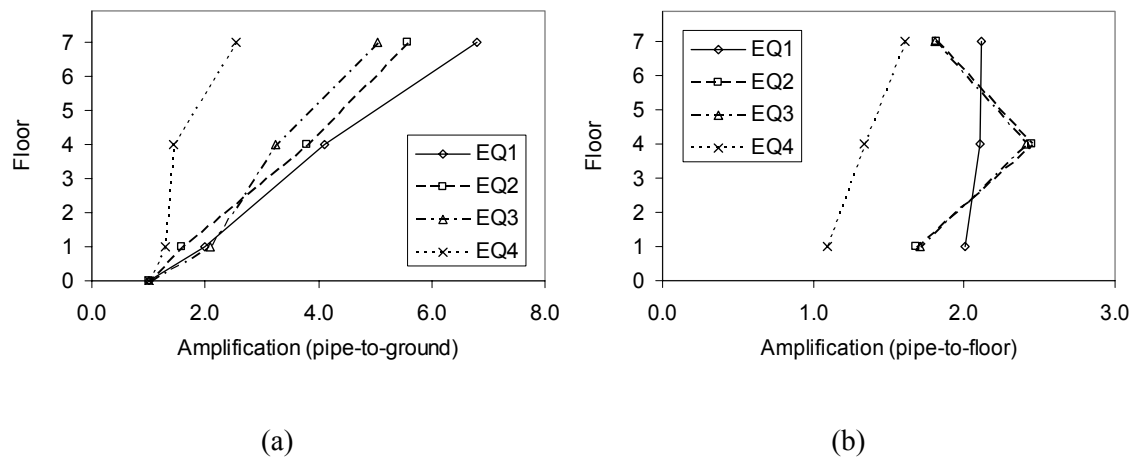 7
6
5
4
3
2
1
0
Floor
0.0 2.0 4.0 6.0 8.0
Amplification (pipe-to-ground)
EQ1
EQ2
EQ3
EQ4
(a)
7
6
5
4
3
2
1
0
Floor
0.0 1.0 2.0 3.0
Amplification (pipe-to-floor)
EQ1
EQ2
EQ3
EQ4
(b)